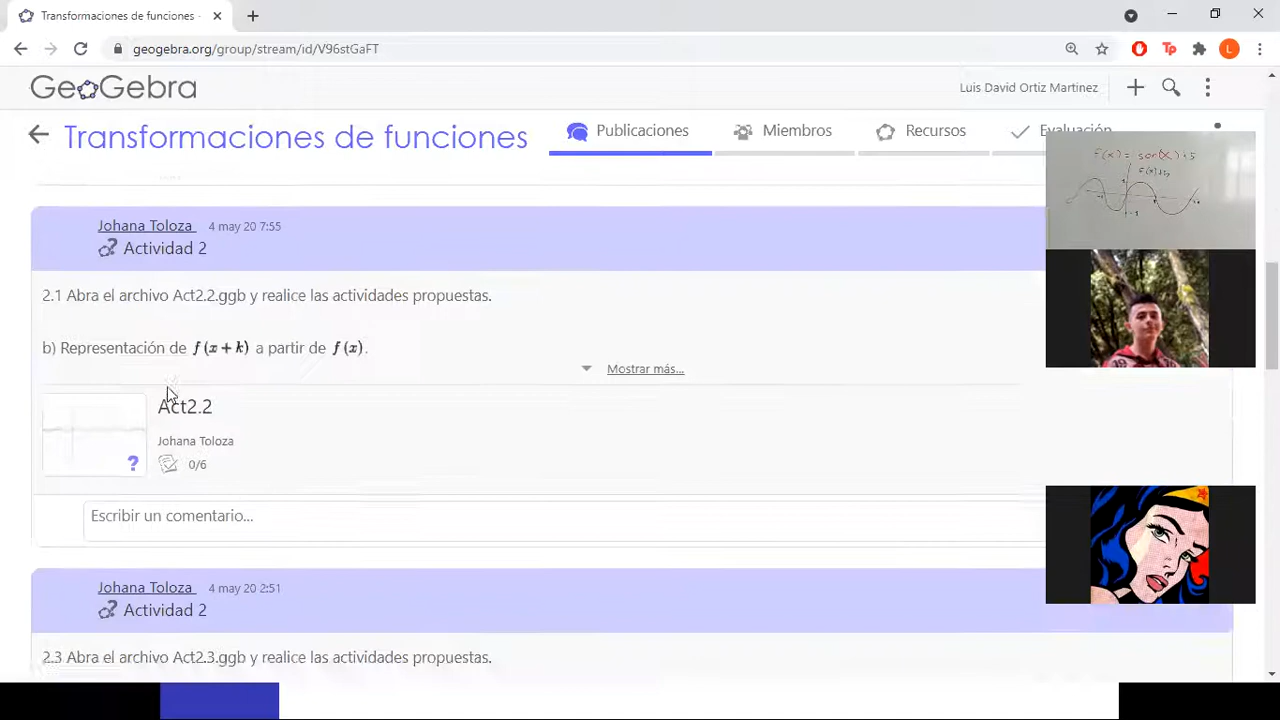 Transformaciones de funciones -
geogebra.org/group/stream/id/V96stGaFT
Tp
L
GeoGebra
Luis David Ortiz Martinez
Transformaciones de funciones
Publicaciones
Miembros
Recursos
Evaluación
Johana Toloza 4 may 20 7:55
Actividad 2
2.1 Abra el archivo Act2.2.ggb y realice las actividades propuestas.
b) Representación de f(x + k) a partir de f(x).
Mostrar más...
Act2.2
Johana Toloza
0/6
Escribir un comentario...
Johana Toloza 4 may 20 2:51
Actividad 2
2.3 Abra el archivo Act2.3.ggb y realice las actividades propuestas.